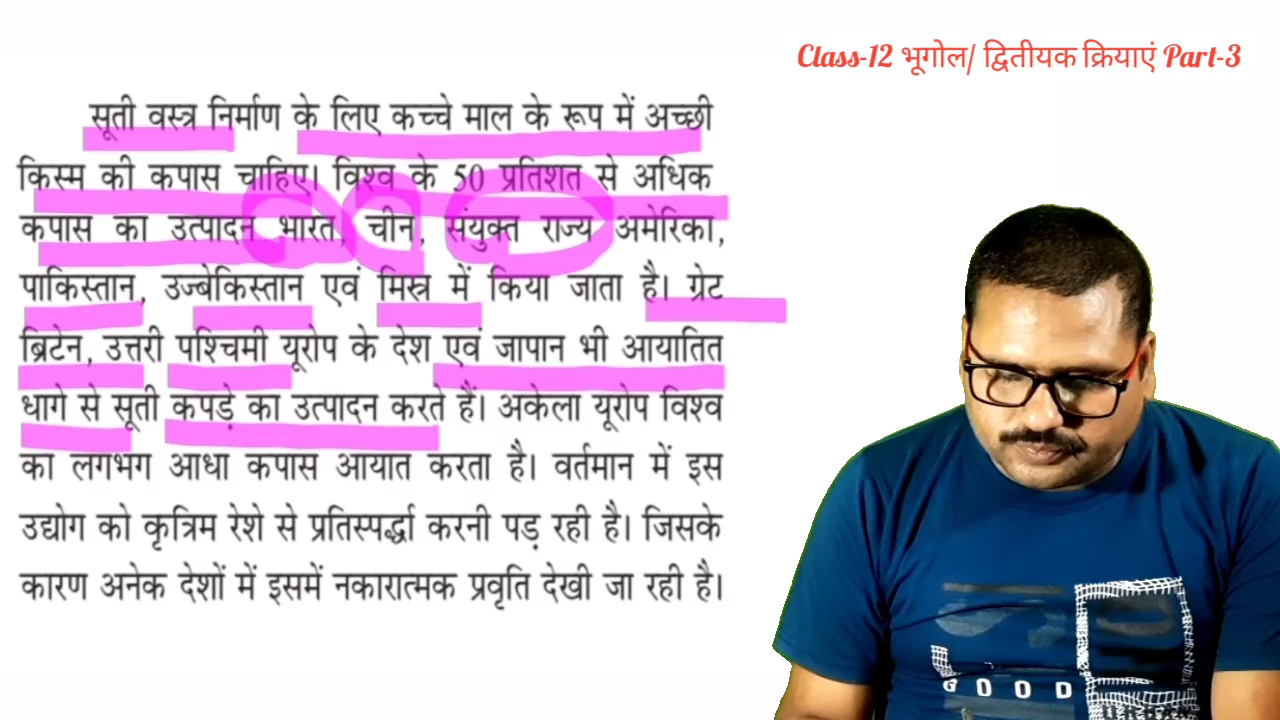 Class-12 भूगोल/ द्वितीयक क्रियाएं Part-3
सूती वस्त्र निर्माण के लिए कच्चे माल के रूप में अच्छी
किस्म की कपास चाहिए। विश्व के 50 प्रतिशत से अधिक
कपास का उत्पादन भारत, चीन, संयुक्त राज्य अमेरिका,
पाकिस्तान, उज्बेकिस्तान एवं मिस्र में किया जाता है। ग्रेट
ब्रिटेन, उत्तरी पश्चिमी यूरोप के देश एवं जापान भी आयातित
धागे से सूती कपड़े का उत्पादन करते हैं। अकेला यूरोप विश्व
का लगभग आधा कपास आयात करता है। वर्तमान में इस
उद्योग को कृत्रिम रेशे से प्रतिस्पर्द्धा करनी पड़ रही है। जिसके
कारण अनेक देशों में इसमें नकारात्मक प्रवृति देखी जा रही है।
GOOD